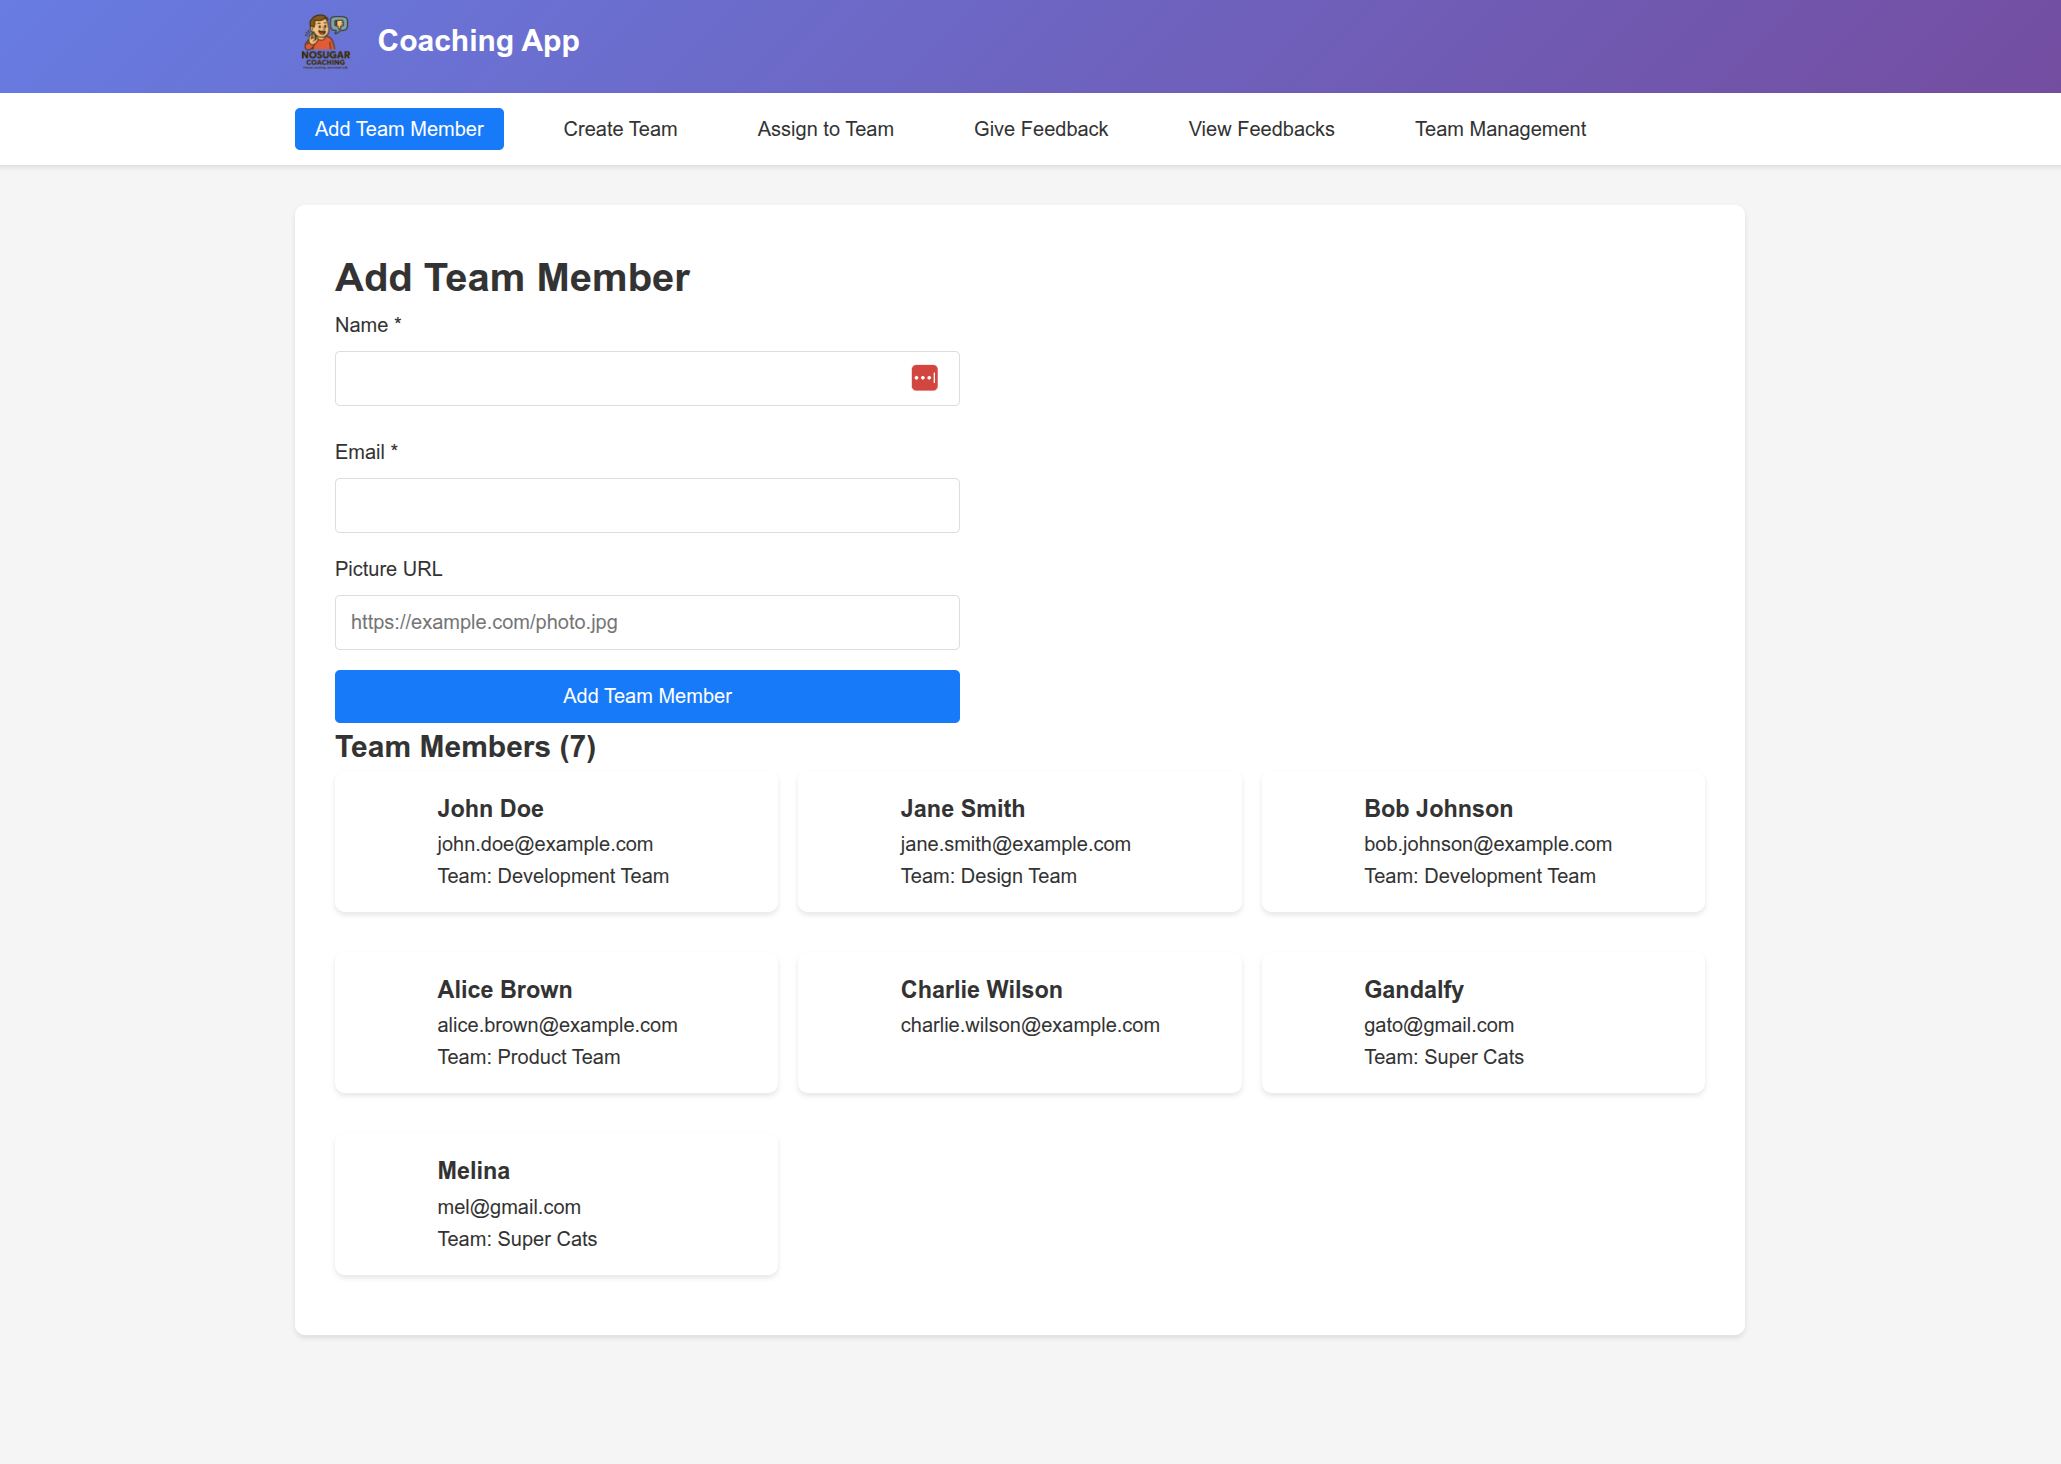 NOSUGAR
COACHING
Coaching App
Add Team Member
Create Team
Assign to Team
Give Feedback
View Feedbacks
Team Management
Add Team Member
Name *
Email *
Picture URL
https://example.com/photo.jpg
Add Team Member
Team Members (7)
John Doe
john.doe@example.com
Team: Development Team
Jane Smith
jane.smith@example.com
Team: Design Team
Bob Johnson
bob.johnson@example.com
Team: Development Team
Alice Brown
alice.brown@example.com
Team: Product Team
Charlie Wilson
charlie.wilson@example.com
Gandalfy
gato@gmail.com
Team: Super Cats
Melina
mel@gmail.com
Team: Super Cats